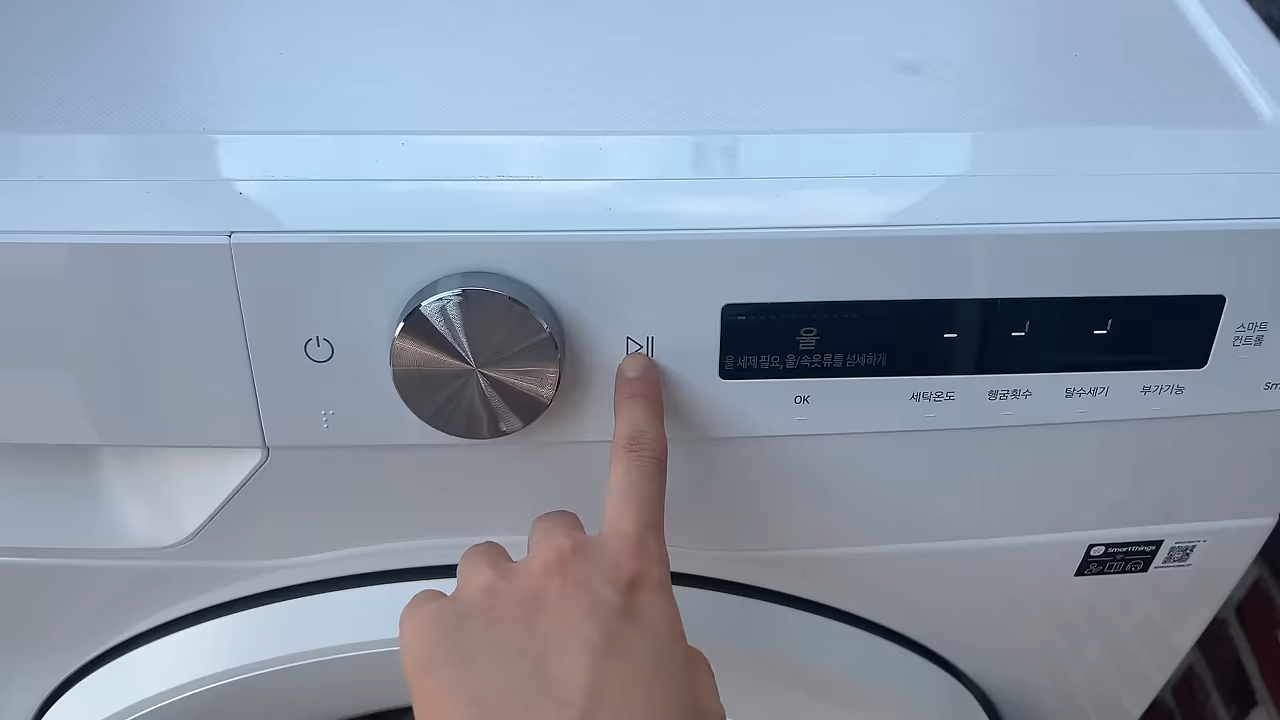 울
울 세제 필요, 울/속옷류를 섬세하게
OK
세탁온도
헹굼횟수
탈수세기
부가기능
스마트
컨트롤
SmartThings